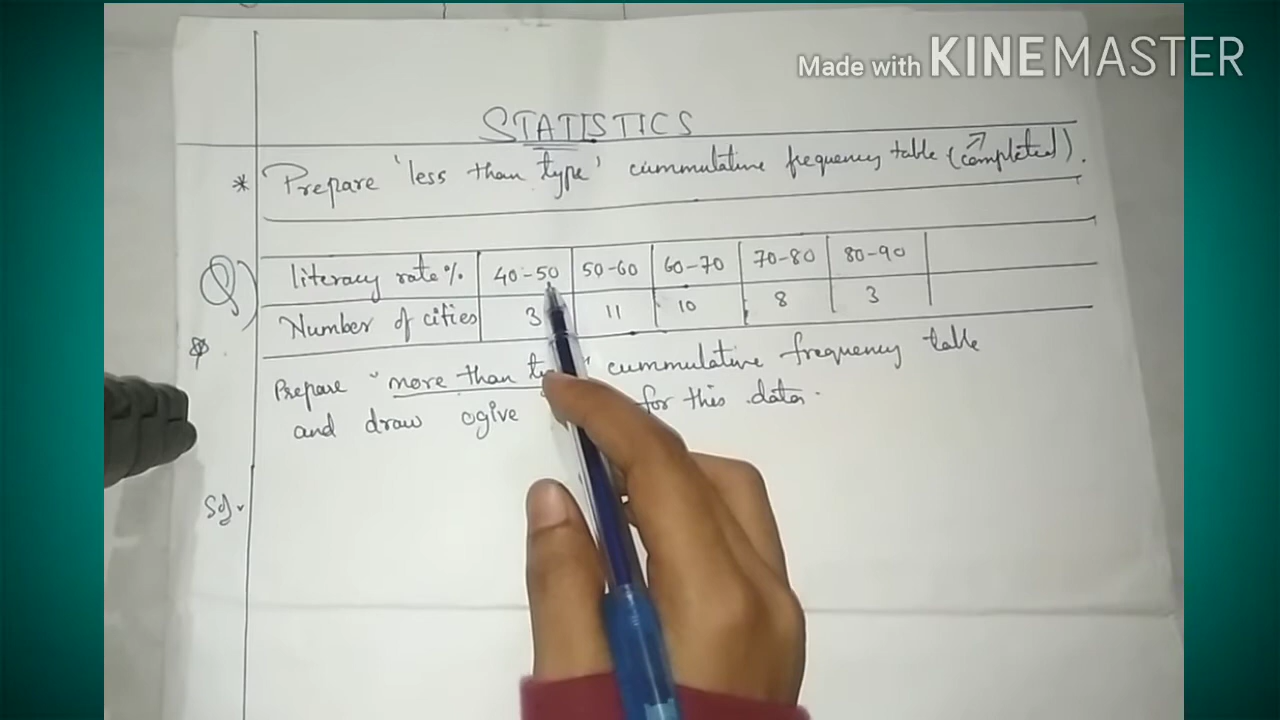 Made with KINEMASTER
STATISTICS
* Prepare 'less than type' cummulative frequency table (completed).
Q) literacy rate% 40-50 50-60 60-70 70-80 80-90
Number of cities 3 11 10 8 3
Prepare "more than cummulative frequency table
and draw ogive for this data.
Sol.